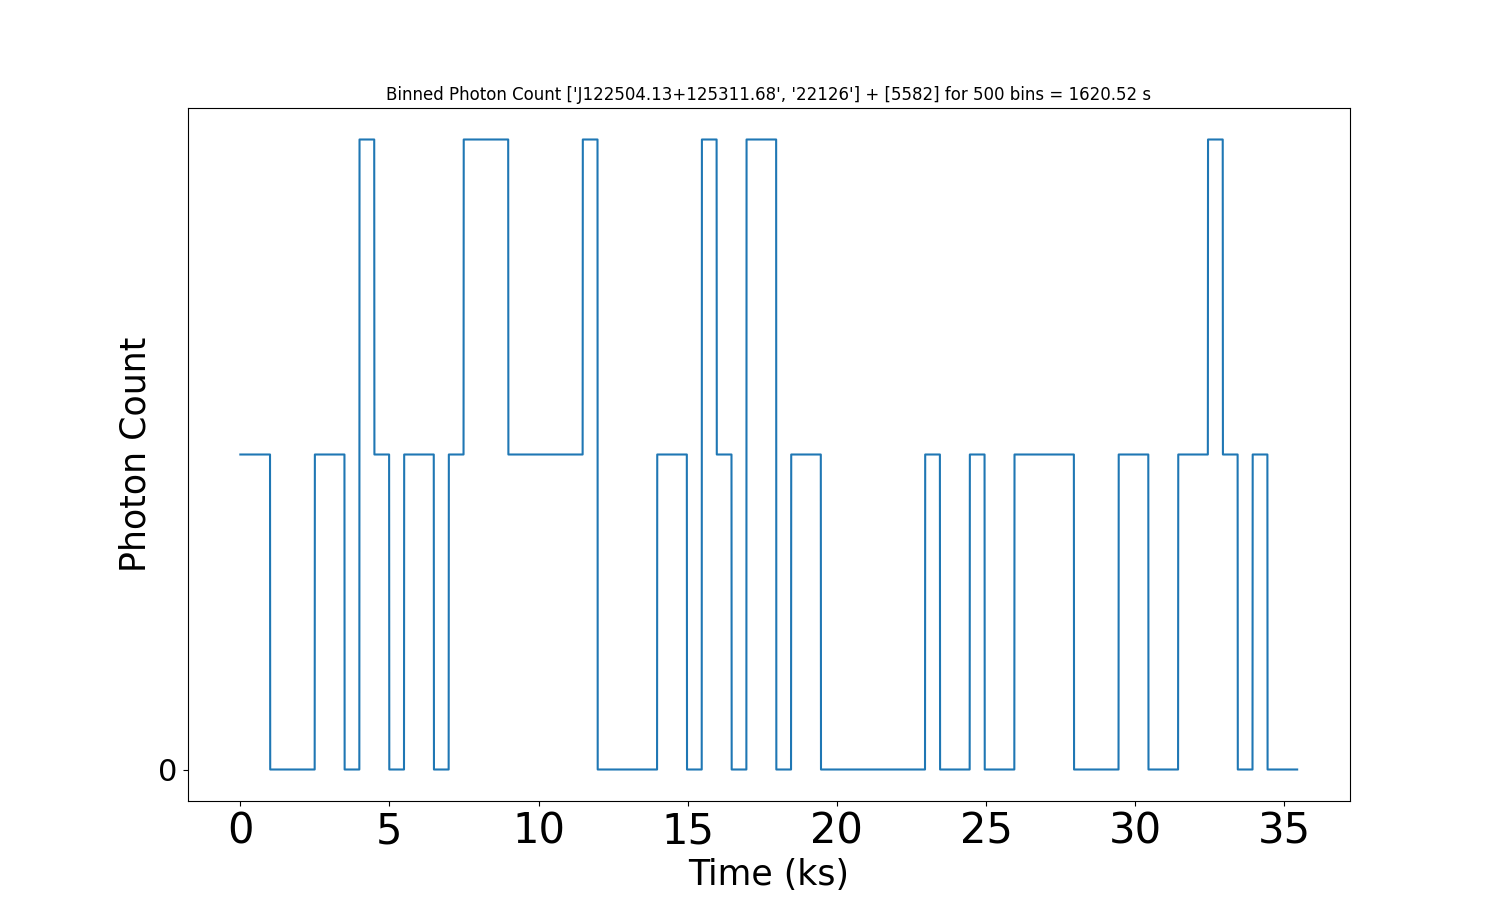 Binned Photon Count ['J122504.13+125311.68', '22126'] + [5582] for 500 bins = 1620.52 s
Photon Count
0
0 5 10 15 20 25 30 35
Time (ks)